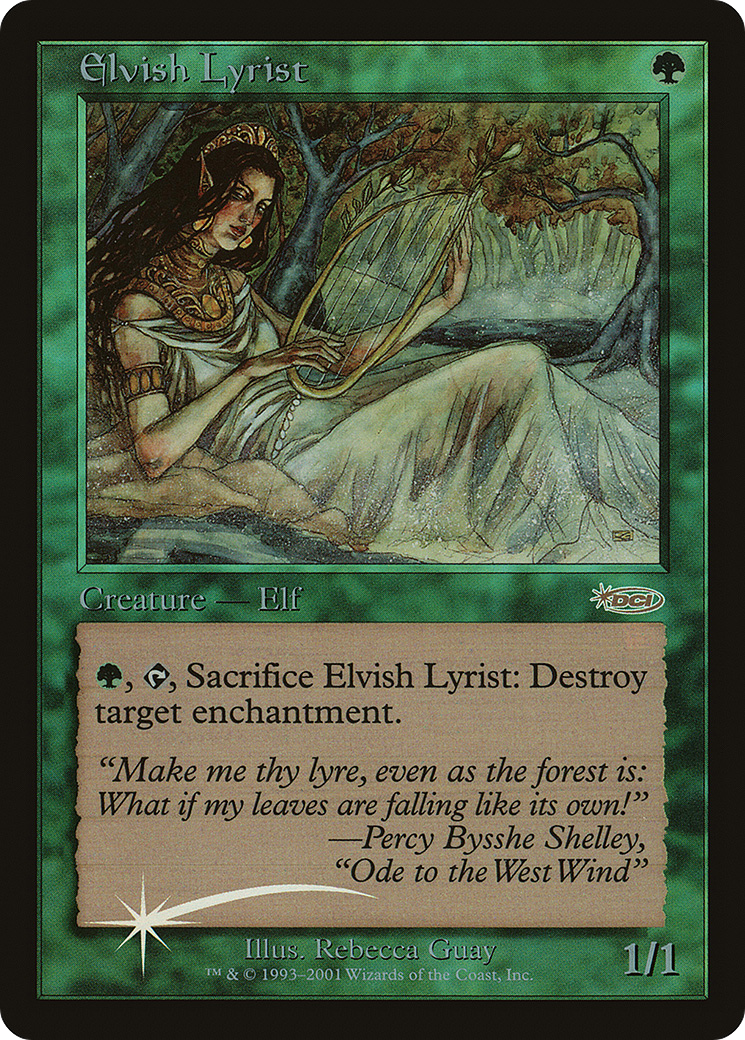 Elvish Lyrist
Creature — Elf
DCI
, , Sacrifice Elvish Lyrist: Destroy
target enchantment.
“Make me thy lyre, even as the forest is:
What if my leaves are falling like its own!”
—Percy Bysshe Shelley,
“Ode to the West Wind”
Illus. Rebecca Guay
1/1
™ & © 1993–2001 Wizards of the Coast, Inc.